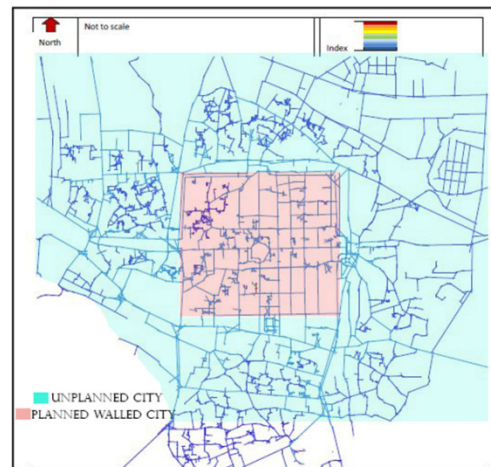 Not to scale
North
Index
UNPLANNED CITY
PLANNED WALLED CITY